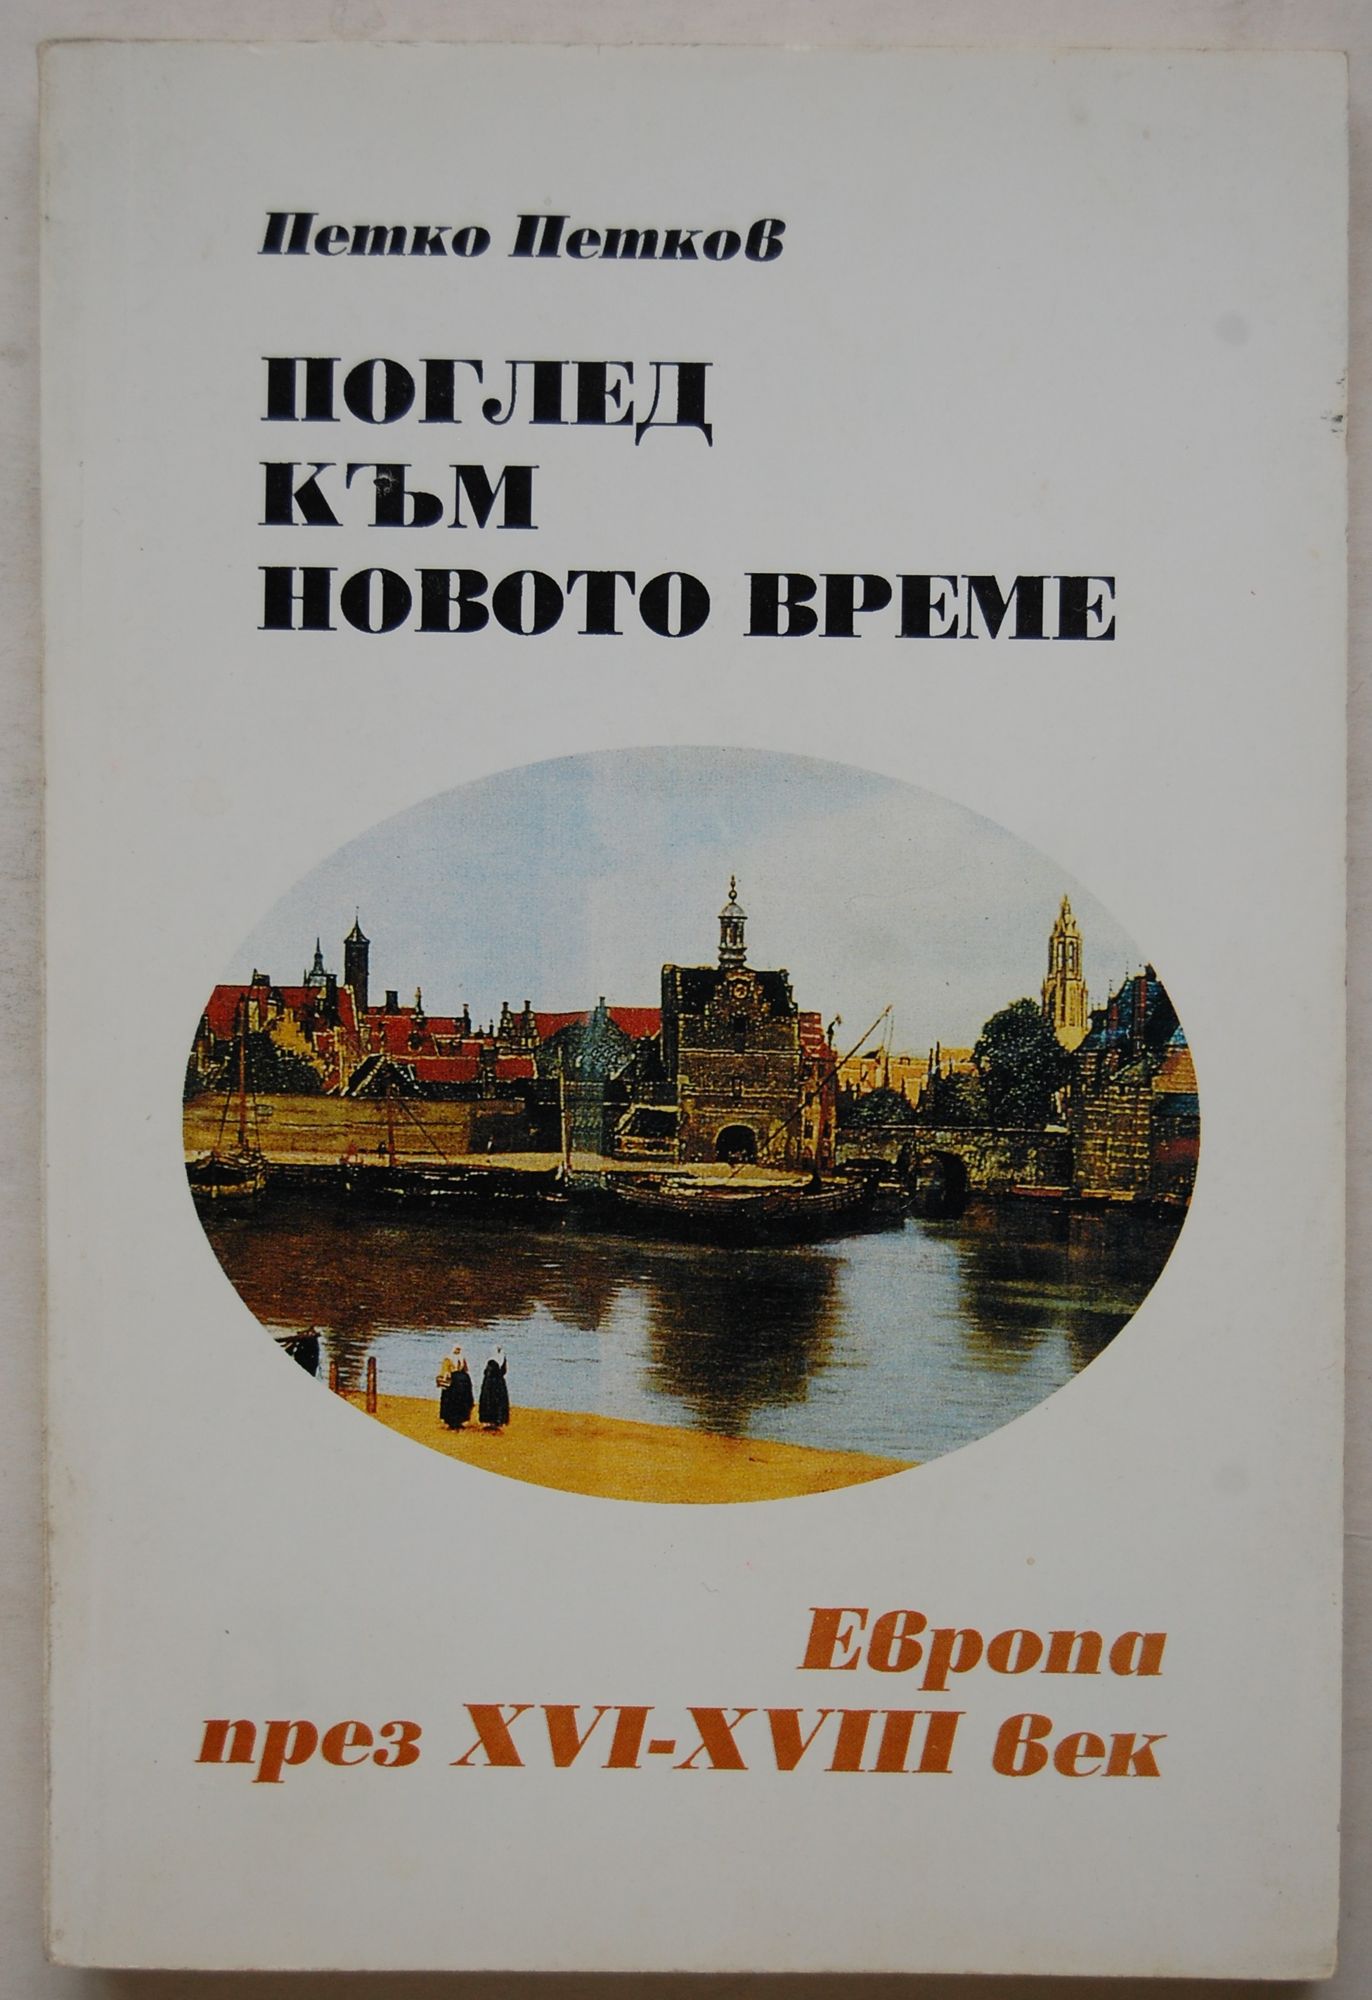 Петко Петков
ПОГЛЕД
КЪМ
НОВОТО ВРЕМЕ
Европа
през XVI-XVIII век